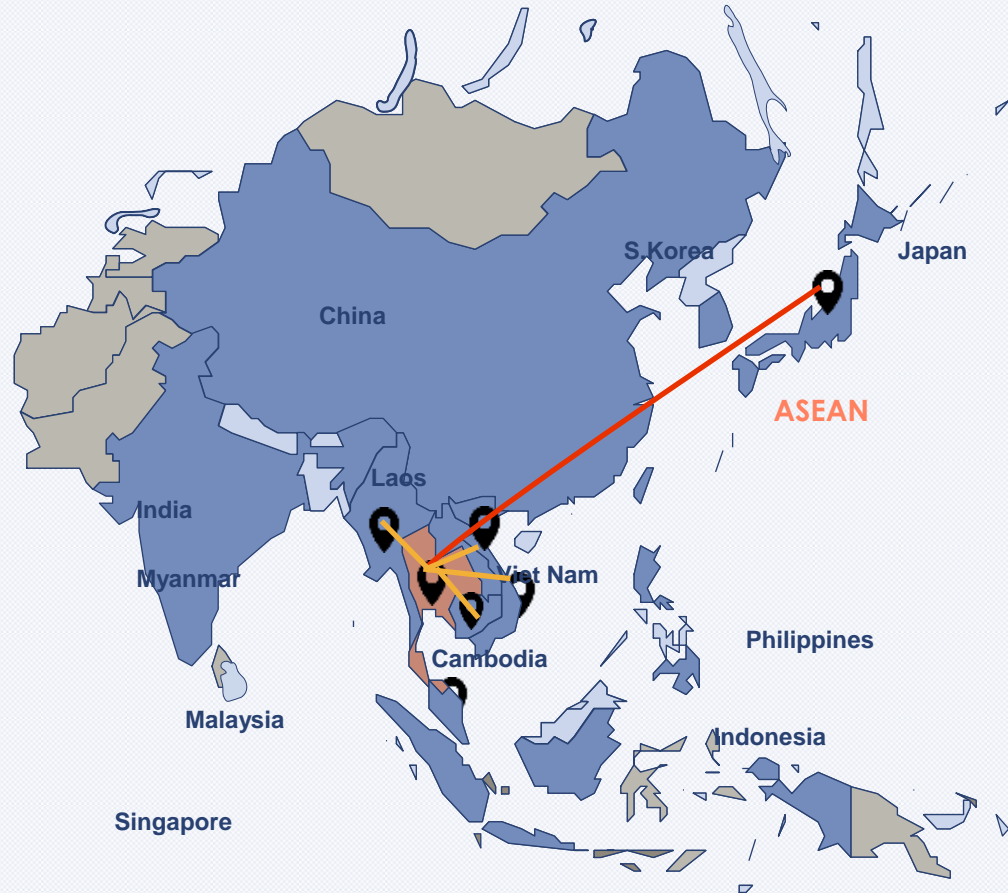 S.Korea
Japan
China
ASEAN
Laos
India
Myanmar
Viet Nam
Philippines
Cambodia
Malaysia
Indonesia
Singapore